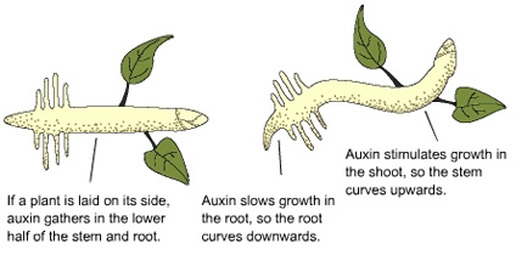 If a plant is laid on its side,
auxin gathers in the lower
half of the stem and root.
Auxin slows growth in
the root, so the root
curves downwards.
Auxin stimulates growth in
the shoot, so the stem
curves upwards.